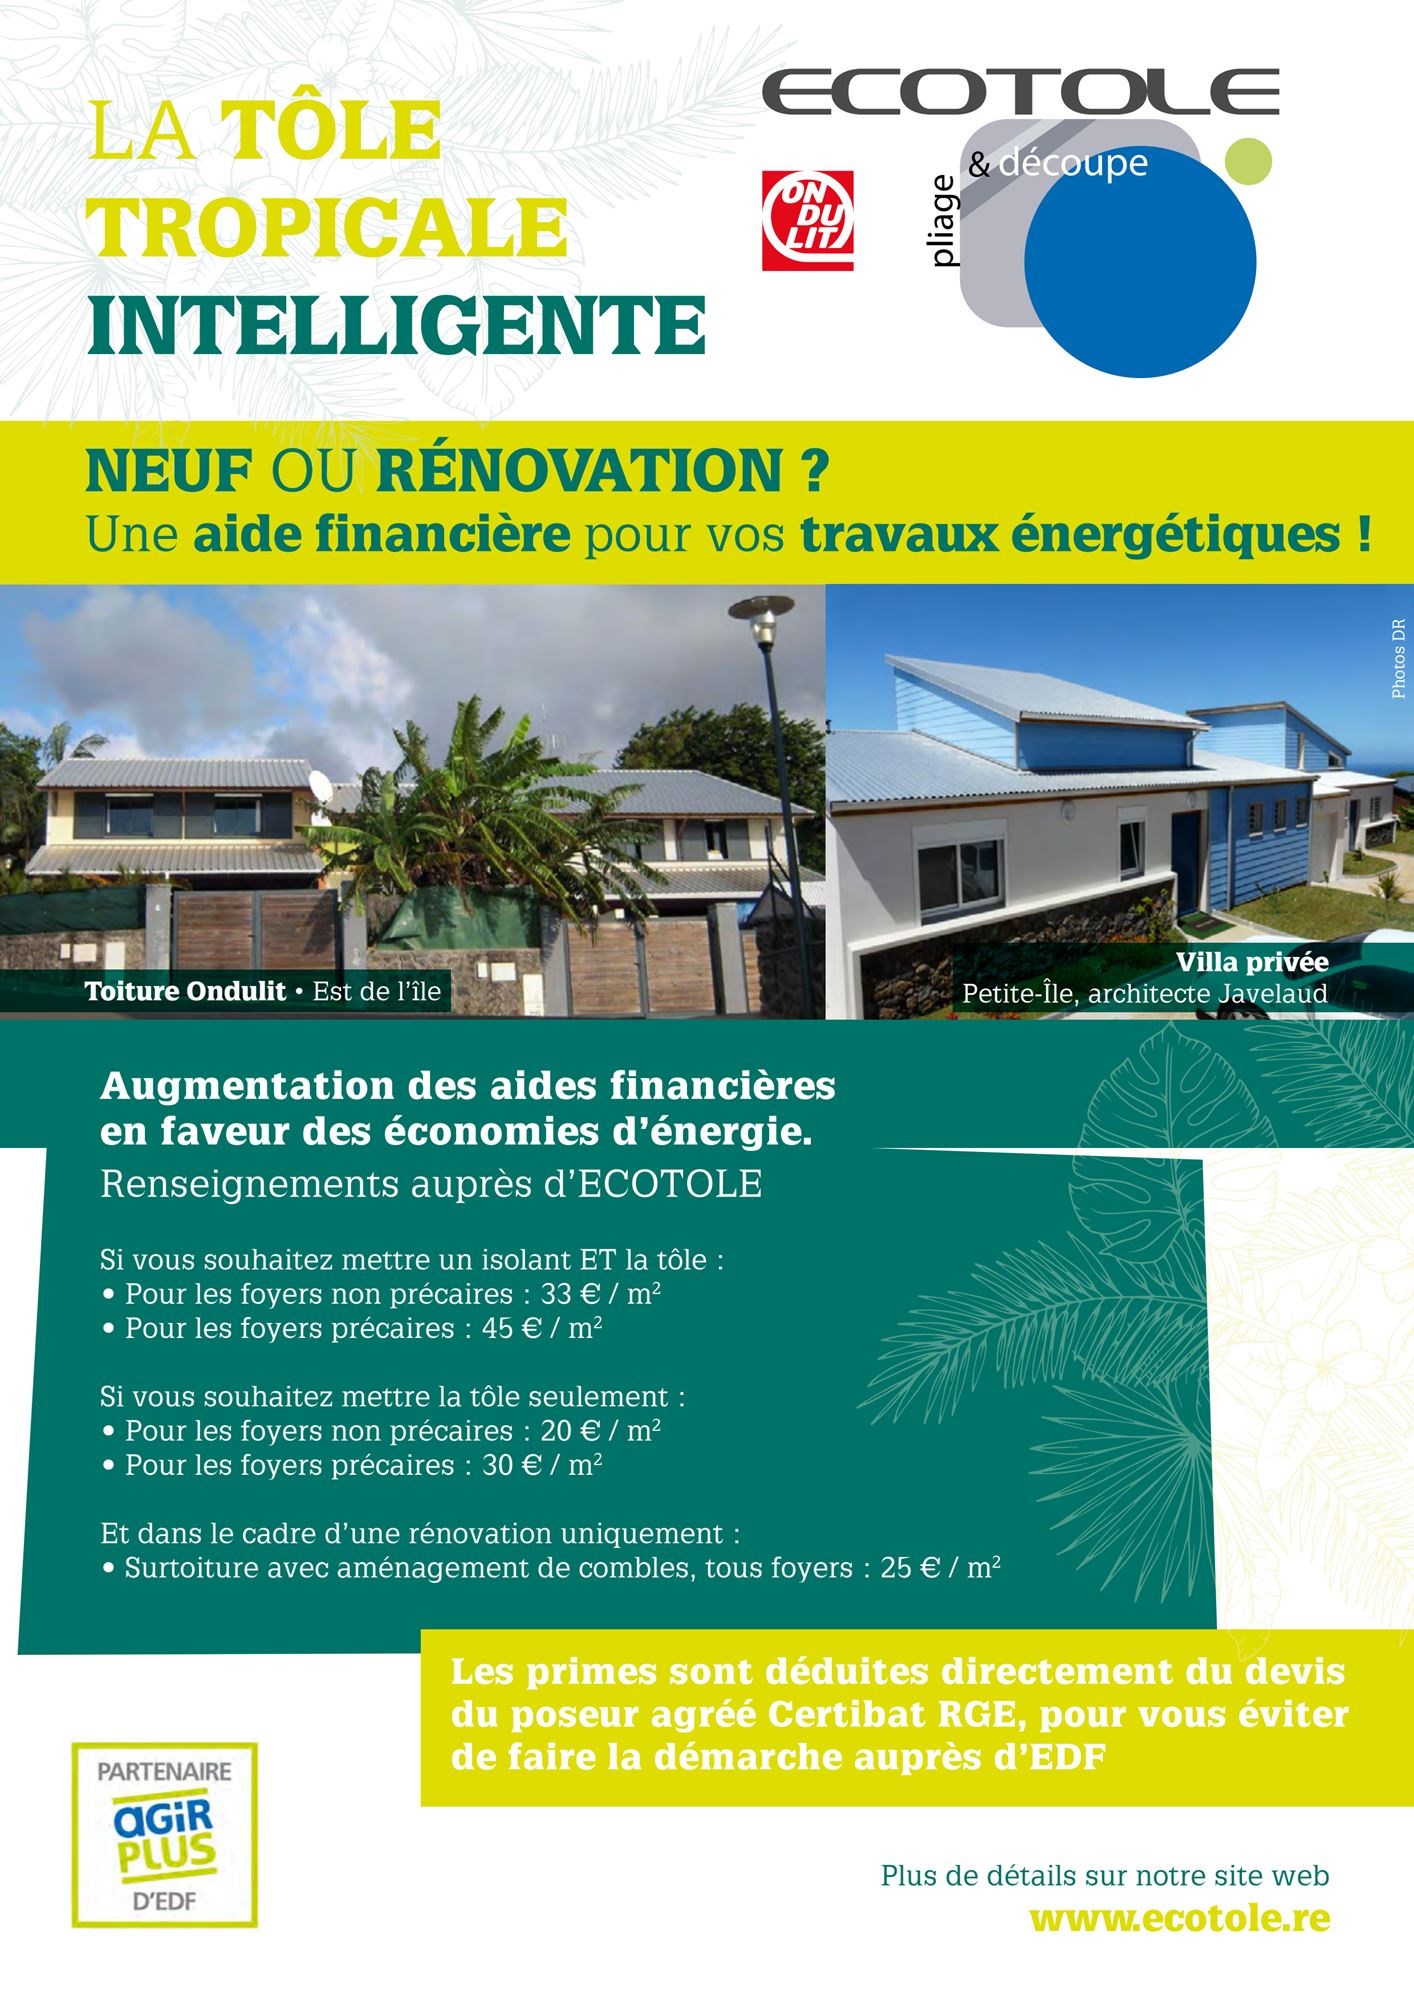 LA TÔLE
TROPICALE
INTELLIGENTE
ECOTOLE
pliage
& découpe
ONDULIT
NEUF OU RÉNOVATION ?
Une aide financière pour vos travaux énergétiques !
Photos DR
Toiture Ondulit • Est de l'île
Villa privée
Petite-Île, architecte Javelaud
Augmentation des aides financières
en faveur des économies d'énergie.
Renseignements auprès d'ECOTOLE
Si vous souhaitez mettre un isolant ET la tôle :
• Pour les foyers non précaires : 33 € / m²
• Pour les foyers précaires : 45 € / m²
Si vous souhaitez mettre la tôle seulement :
• Pour les foyers non précaires : 20 € / m²
• Pour les foyers précaires : 30 € / m²
Et dans le cadre d'une rénovation uniquement :
• Surtoiture avec aménagement de combles, tous foyers : 25 € / m²
Les primes sont déduites directement du devis
du poseur agréé Certibat RGE, pour vous éviter
de faire la démarche auprès d'EDF
PARTENAIRE
AGiR
PLUS
D'EDF
Plus de détails sur notre site web
www.ecotole.re